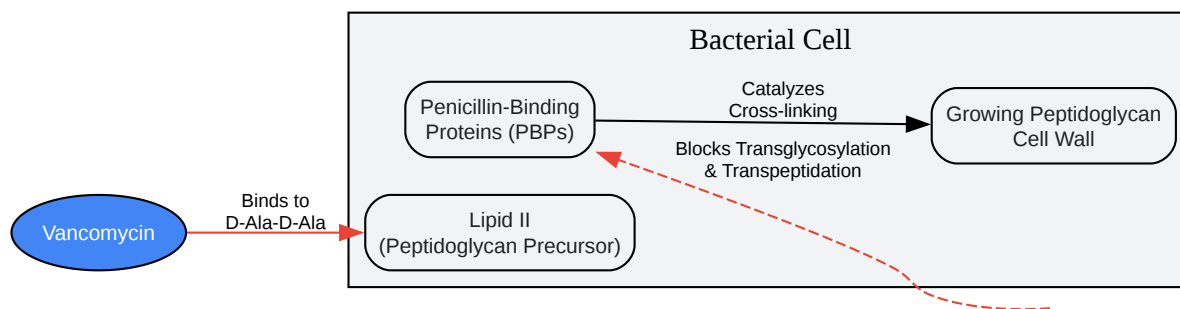 Bacterial Cell
Penicillin-Binding
Proteins (PBPs)
Catalyzes
Cross-linking
Growing Peptidoglycan
Cell Wall
Blocks Transglycosylation
& Transpeptidation
Vancomycin
Binds to
D-Ala-D-Ala
Lipid II
(Peptidoglycan Precursor)